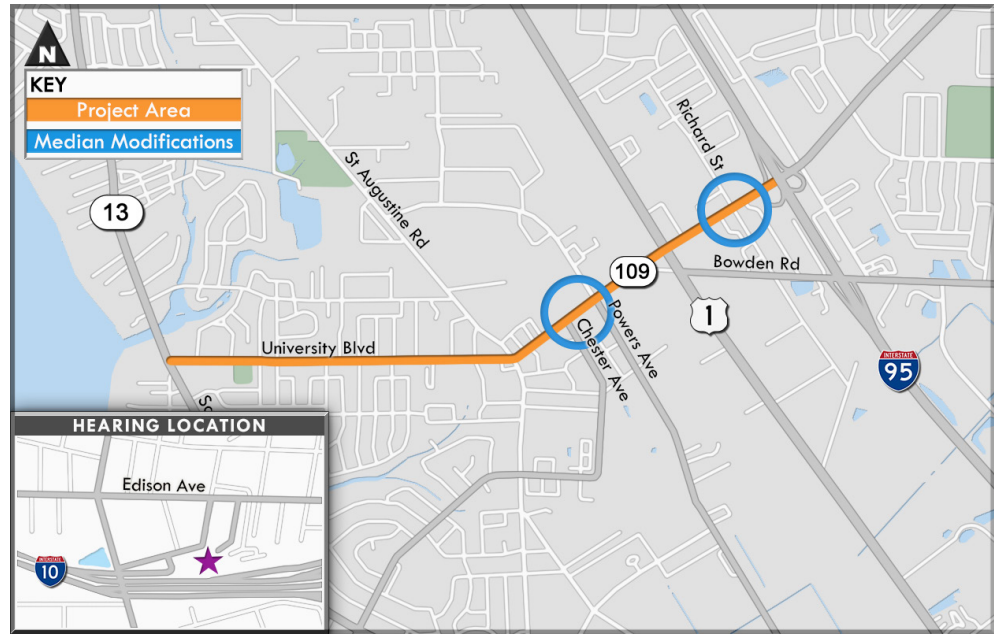 N
KEY
Project Area
Median Modifications
13
St Augustine Rd
Richard St
109
Bowden Rd
1
Powers Ave
Chester Ave
University Blvd
INTERSTATE
95
HEARING LOCATION
Edison Ave
INTERSTATE
10